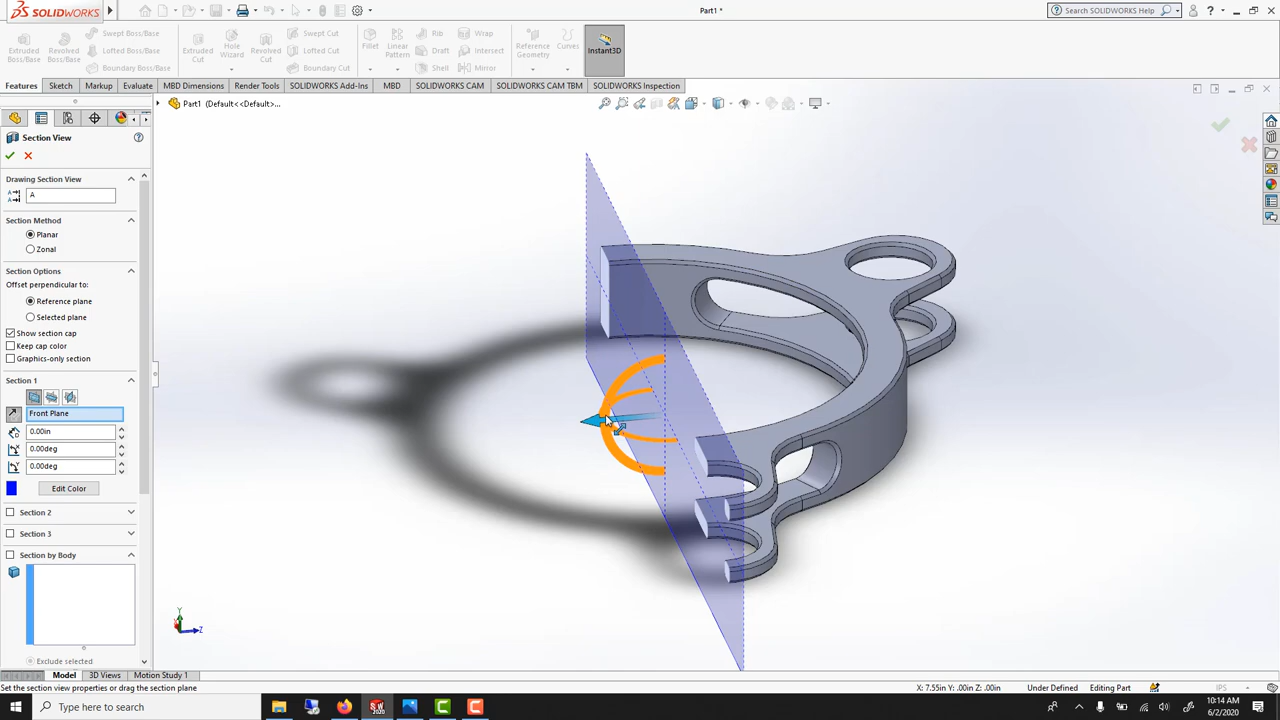 SOLIDWORKS
Part1 *
Search SOLIDWORKS Help
Extruded Boss/Base
Revolved Boss/Base
Swept Boss/Base
Lofted Boss/Base
Boundary Boss/Base
Extruded Cut
Hole Wizard
Revolved Cut
Swept Cut
Lofted Cut
Boundary Cut
Fillet
Linear Pattern
Rib
Draft
Shell
Wrap
Intersect
Mirror
Reference Geometry
Curves
Instant3D
Features
Sketch
Markup
Evaluate
MBD Dimensions
Render Tools
SOLIDWORKS Add-Ins
MBD
SOLIDWORKS CAM
SOLIDWORKS CAM TBM
SOLIDWORKS Inspection
Part1 (Default<<Default>...
Section View
Drawing Section View
A
Section Method
Planar
Zonal
Section Options
Offset perpendicular to:
Reference plane
Selected plane
Show section cap
Keep cap color
Graphics-only section
Section 1
Front Plane
0.00in
0.00deg
0.00deg
Edit Color
Section 2
Section 3
Section by Body
Exclude selected
Y
Z
Model
3D Views
Motion Study 1
Set the section view properties or drag the section plane
X: 7.55in Y: .00in Z: .00in
Under Defined
Editing Part
IPS
Type here to search
SW
2020
10:14 AM
6/2/2020